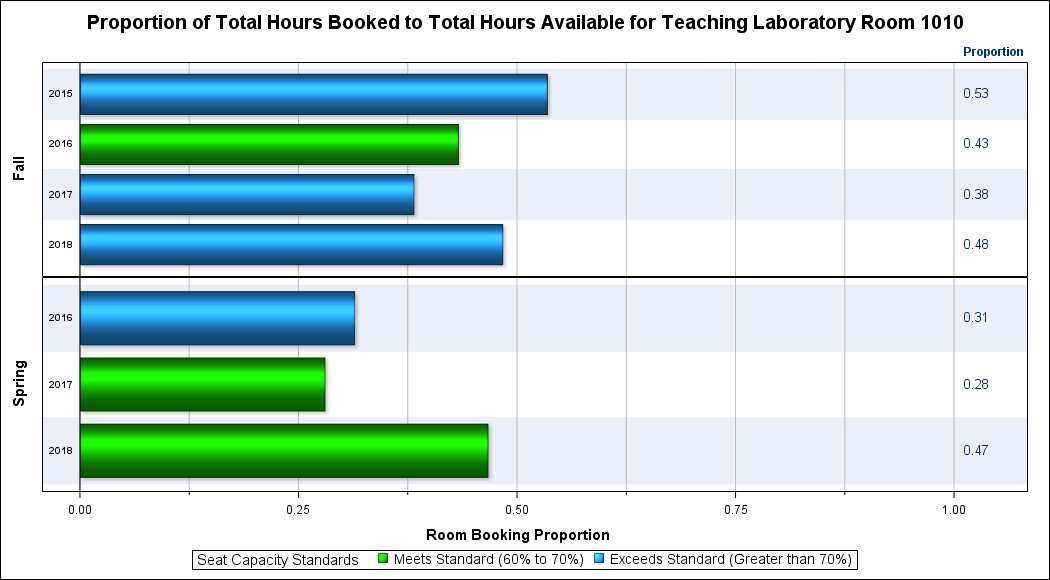 Proportion of Total Hours Booked to Total Hours Available for Teaching Laboratory Room 1010
Proportion
Fall
2015 0.53
2016 0.43
2017 0.38
2018 0.48
Spring
2016 0.31
2017 0.28
2018 0.47
0.00 0.25 0.50 0.75 1.00
Room Booking Proportion
Seat Capacity Standards Meets Standard (60% to 70%) Exceeds Standard (Greater than 70%)